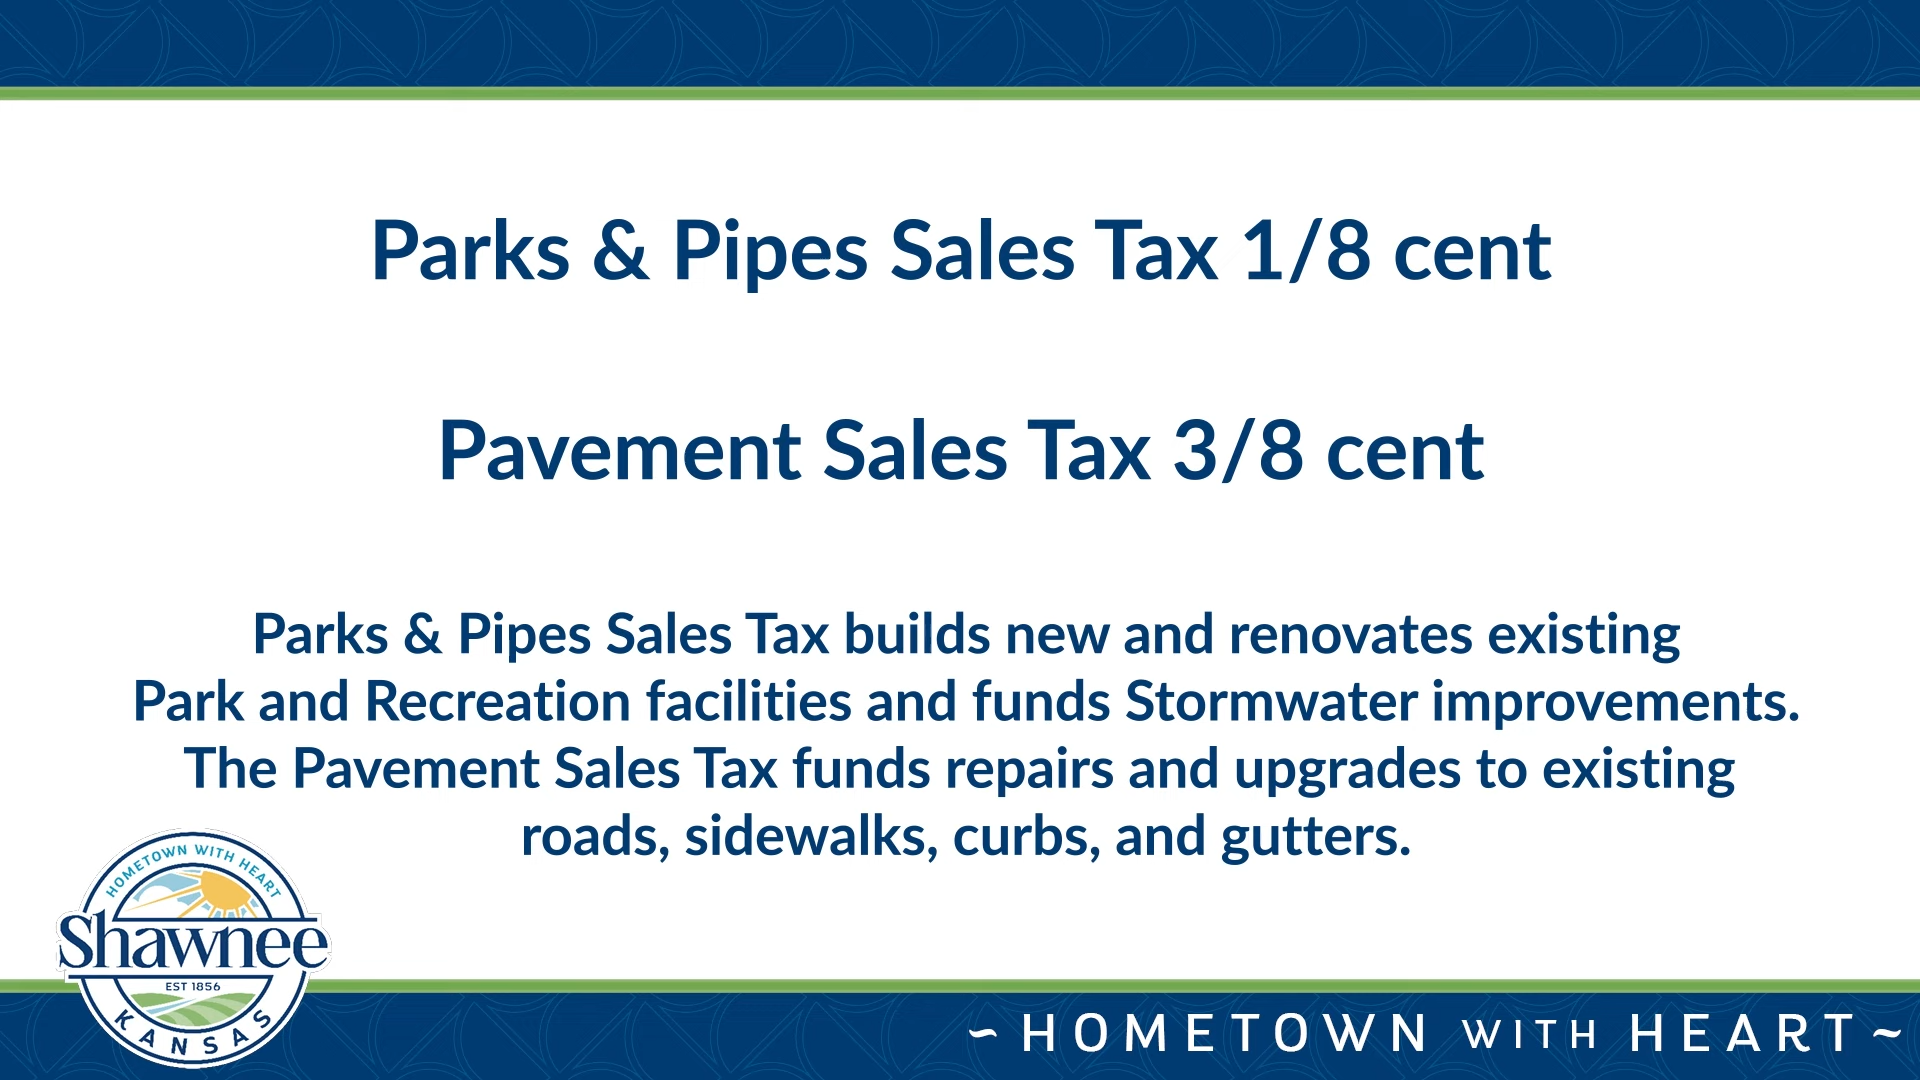 Parks & Pipes Sales Tax 1/8 cent
Pavement Sales Tax 3/8 cent
Parks & Pipes Sales Tax builds new and renovates existing
Park and Recreation facilities and funds Stormwater improvements.
The Pavement Sales Tax funds repairs and upgrades to existing
roads, sidewalks, curbs, and gutters.
HOMETOWN WITH HEART
Shawnee
EST 1856
KANSAS
~ HOMETOWN WITH HEART ~